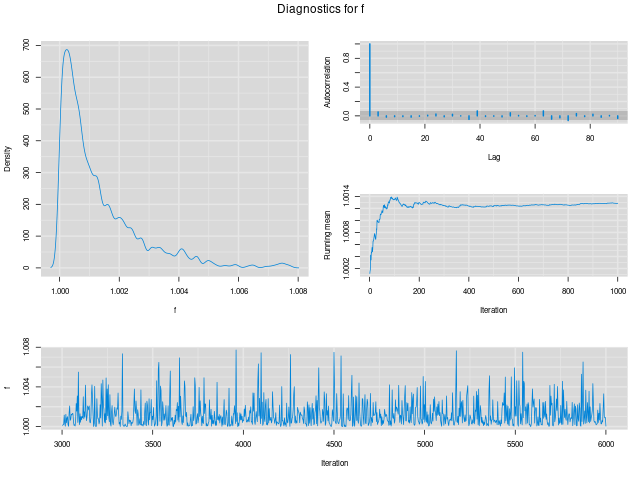 Diagnostics for f
Density
0 100 200 300 400 500 600 700
1.000 1.002 1.004 1.006 1.008
f
Autocorrelation
0.0 0.4 0.8
0 20 40 60 80
Lag
Running mean
1.0002 1.0008 1.0014
0 200 400 600 800 1000
Iteration
f
1.000 1.004 1.008
3000 3500 4000 4500 5000 5500 6000
Iteration